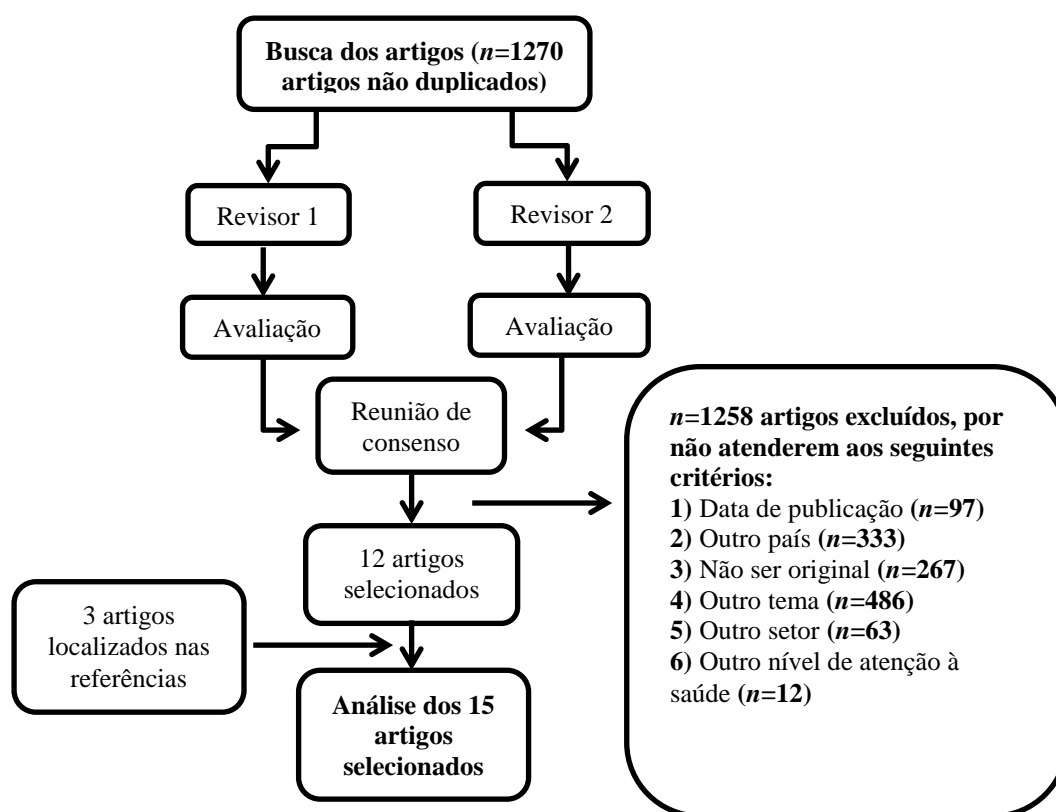 Busca dos artigos (n=1270
artigos não duplicados)
Revisor 1
Revisor 2
Avaliação
Avaliação
Reunião de
consenso
n=1258 artigos excluídos, por
não atenderem aos seguintes
critérios:
1) Data de publicação (n=97)
2) Outro país (n=333)
3) Não ser original (n=267)
4) Outro tema (n=486)
5) Outro setor (n=63)
6) Outro nível de atenção à
saúde (n=12)
12 artigos
selecionados
3 artigos
localizados nas
referências
Análise dos 15
artigos
selecionados